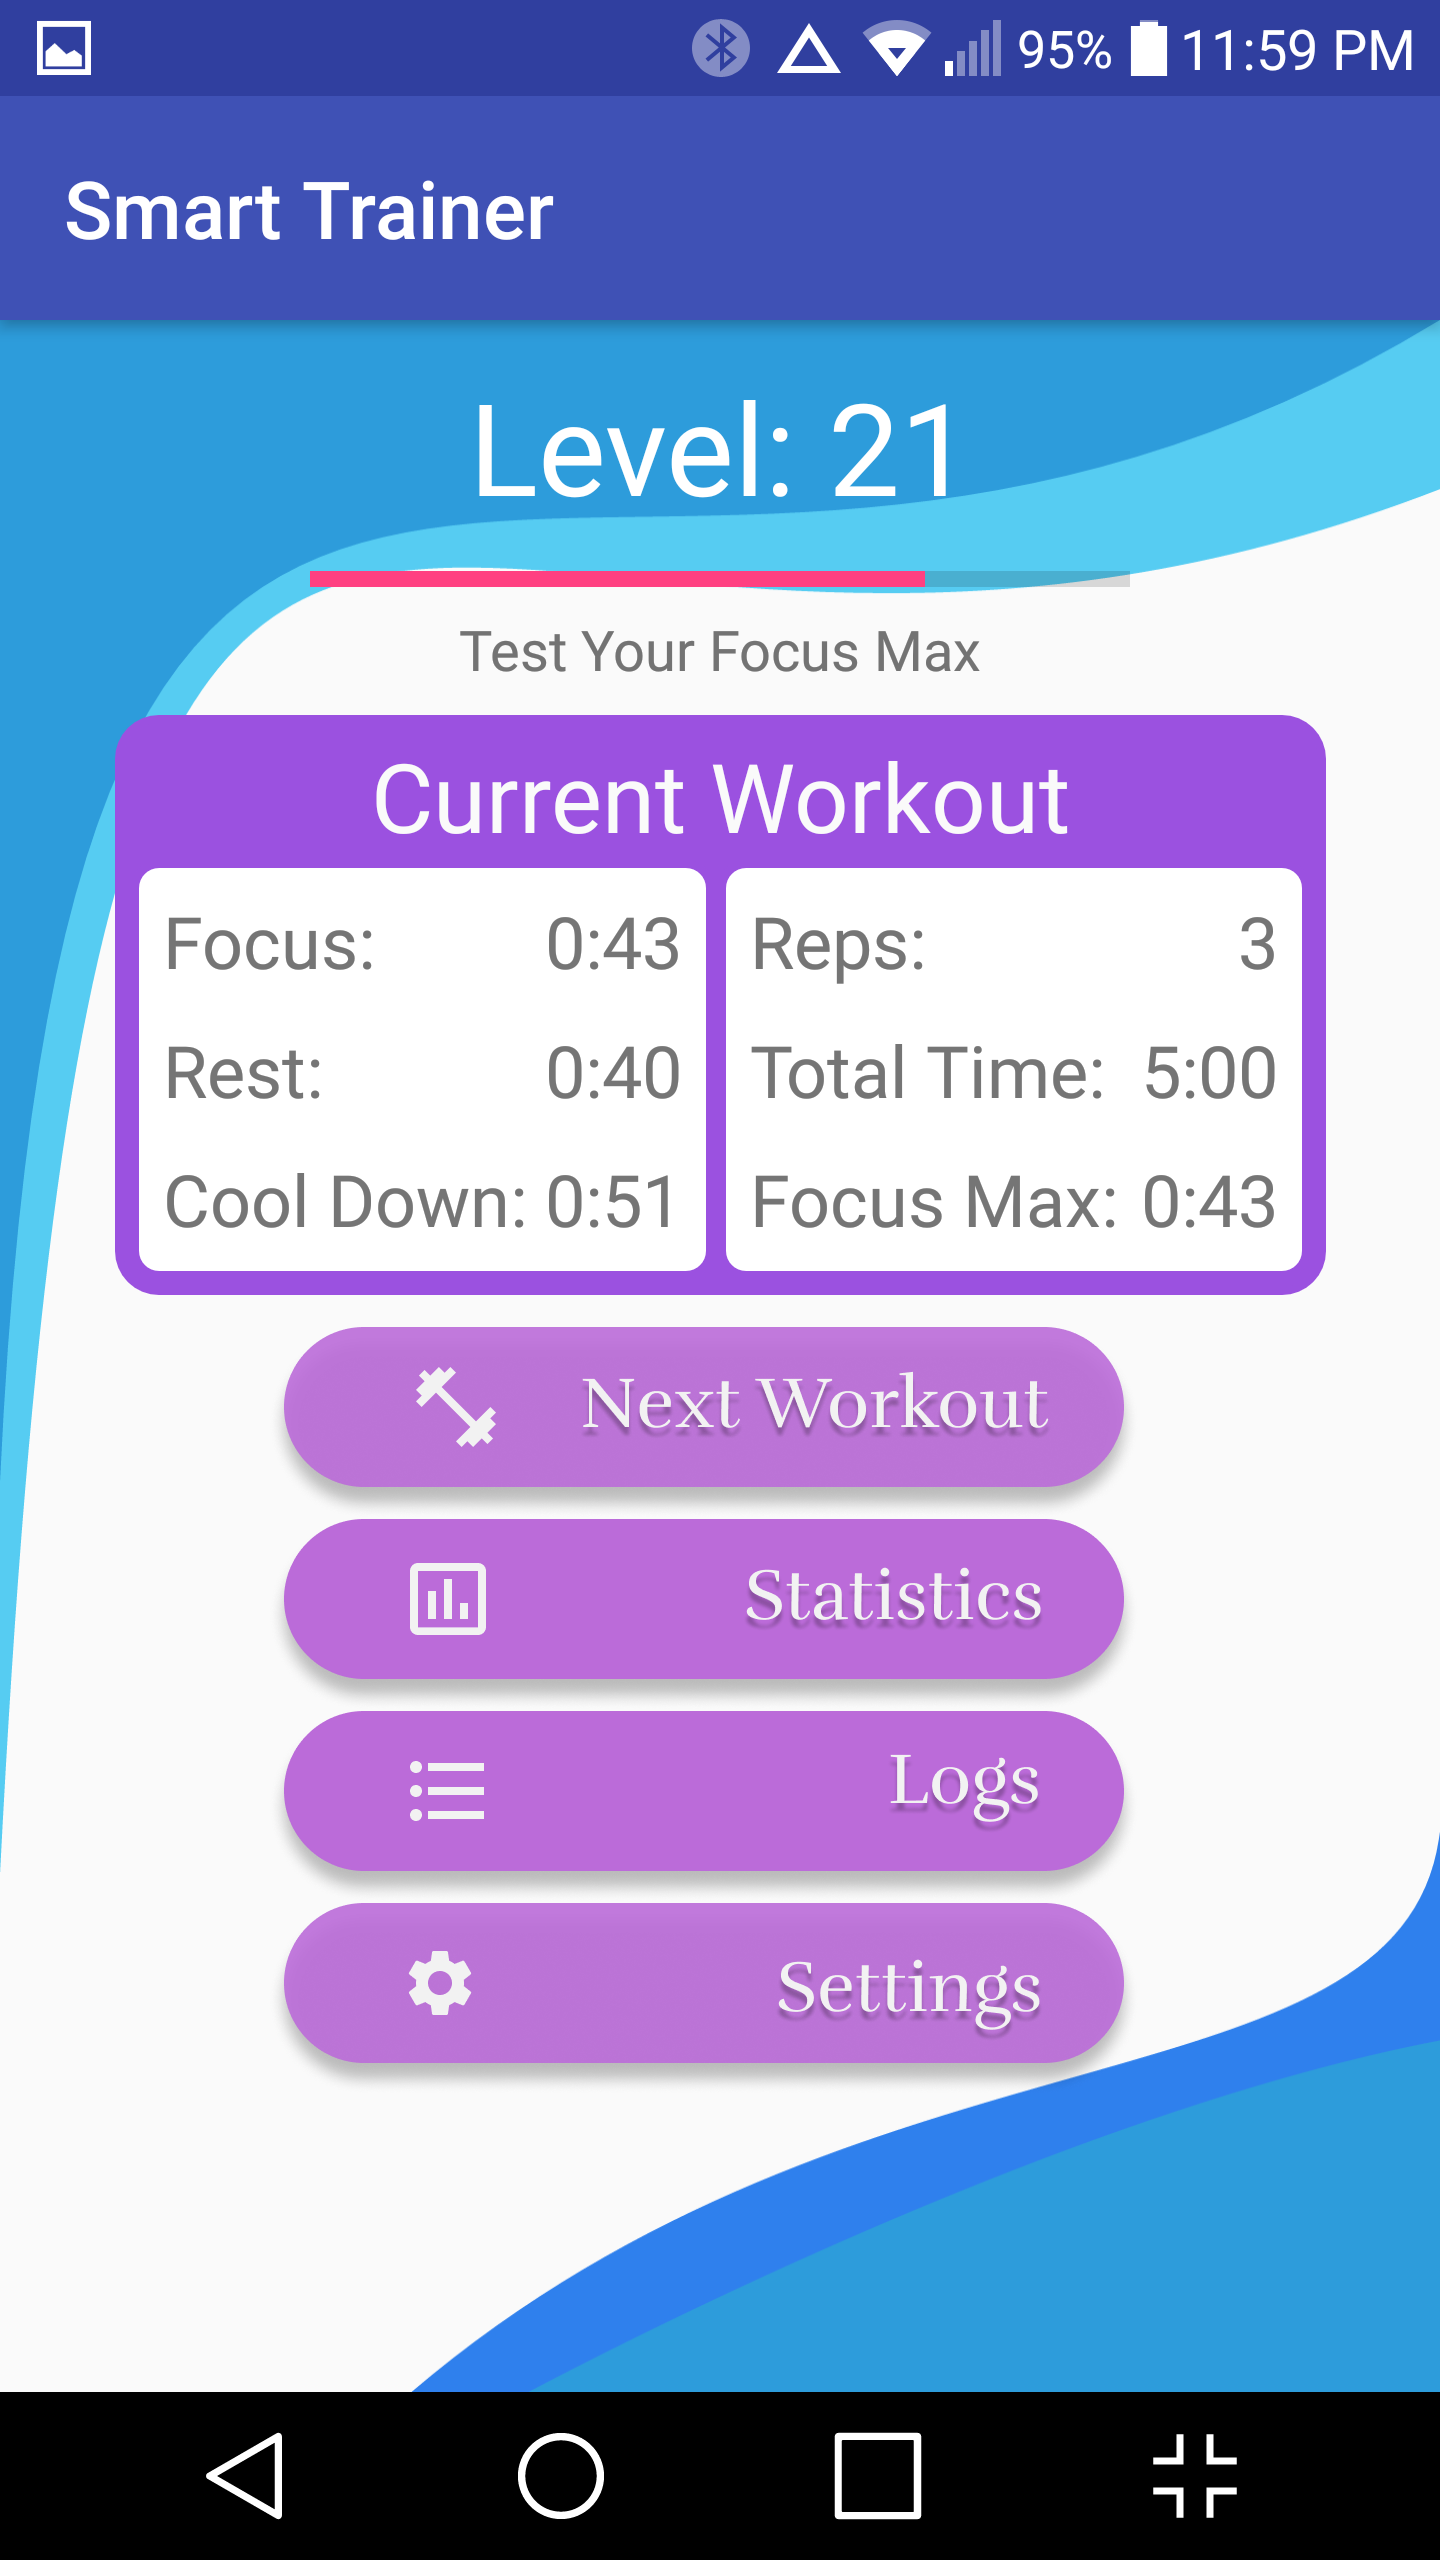 95% 11:59 PM
Smart Trainer
Level: 21
Test Your Focus Max
Current Workout
Focus: 0:43
Rest: 0:40
Cool Down: 0:51
Reps: 3
Total Time: 5:00
Focus Max: 0:43
Next Workout
Statistics
Logs
Settings